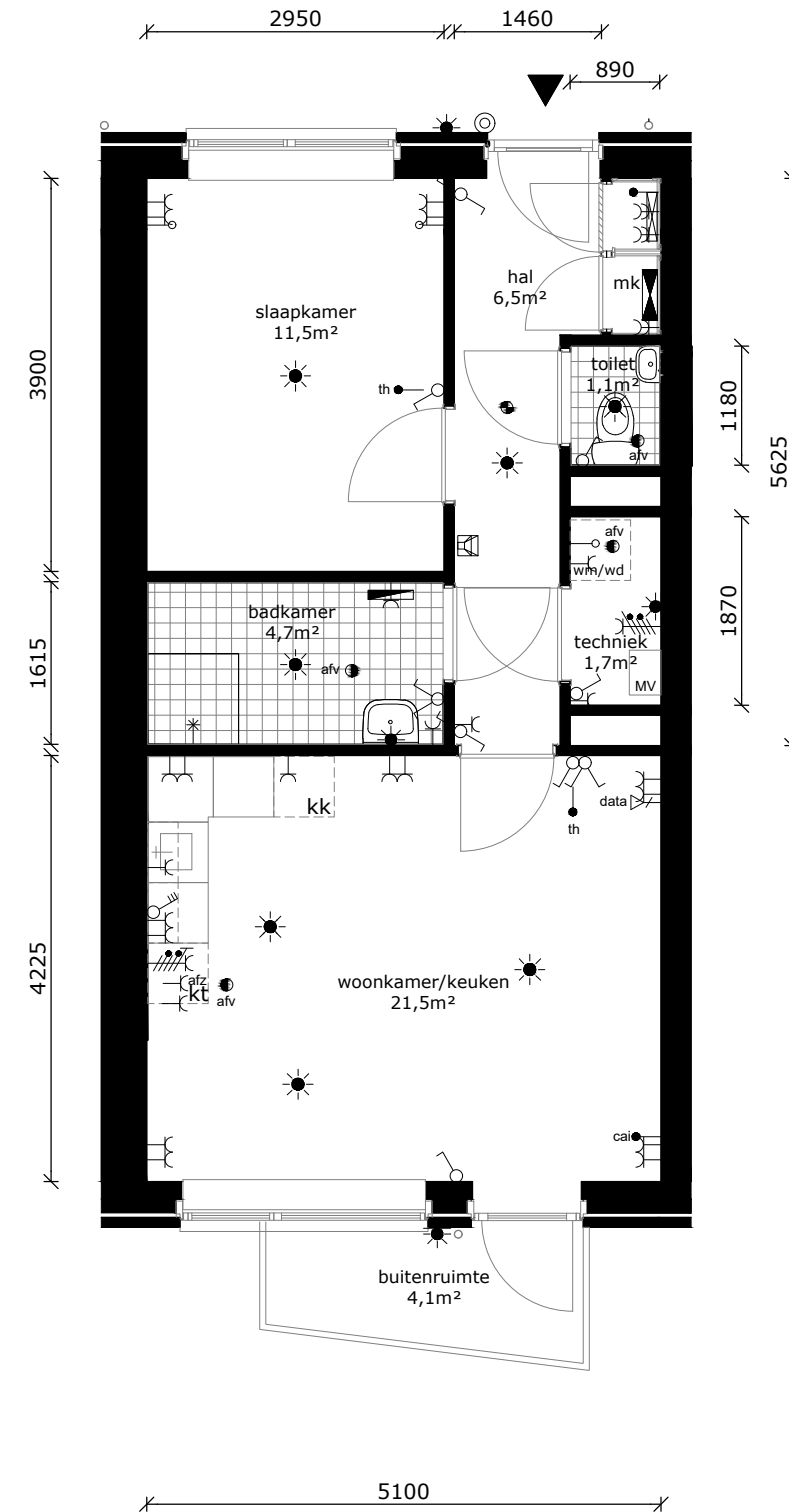 2950
1460
890
hal
6,5m²
mk
slaapkamer
11,5m²
toilet
1,1m²
th
afv
3900
1180
5625
afv
wm/wd
badkamer
4,7m²
afv
techniek
1,7m²
MV
1615
1870
kk
data
th
afz
kt
afv
woonkamer/keuken
21,5m²
4225
cai
buitenruimte
4,1m²
5100